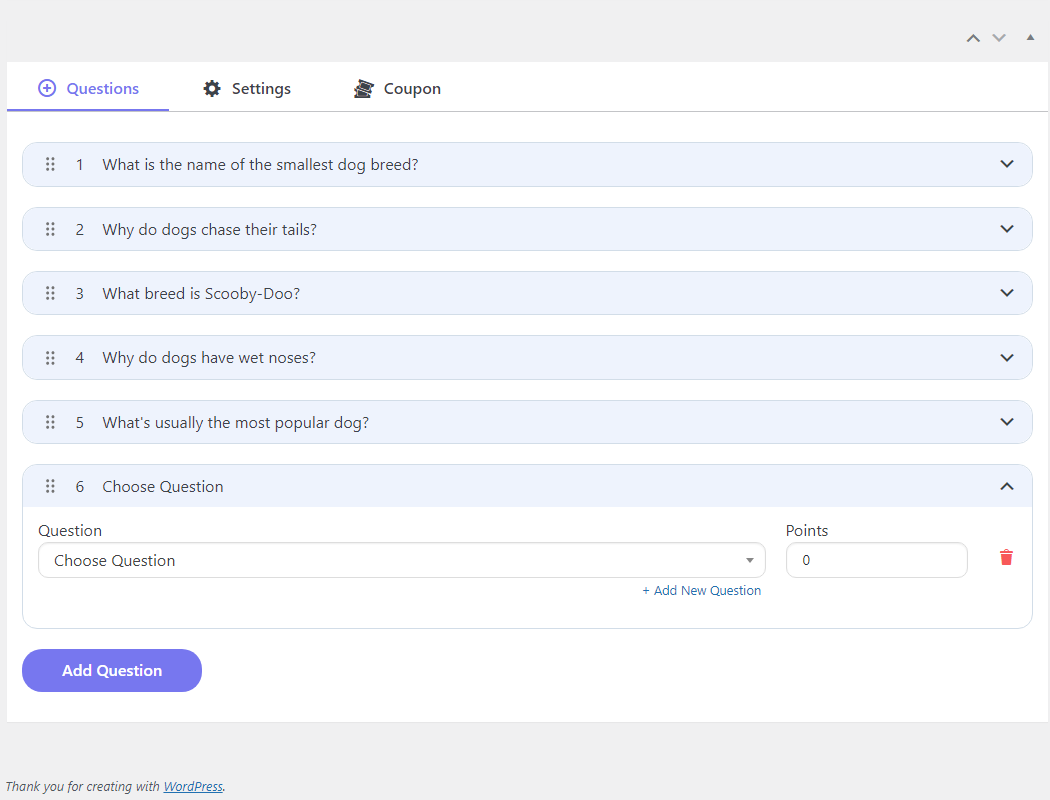 Questions Settings Coupon
1 What is the name of the smallest dog breed?
2 Why do dogs chase their tails?
3 What breed is Scooby-Doo?
4 Why do dogs have wet noses?
5 What's usually the most popular dog?
6 Choose Question
Question Points
Choose Question 0
+ Add New Question
Add Question
Thank you for creating with WordPress.